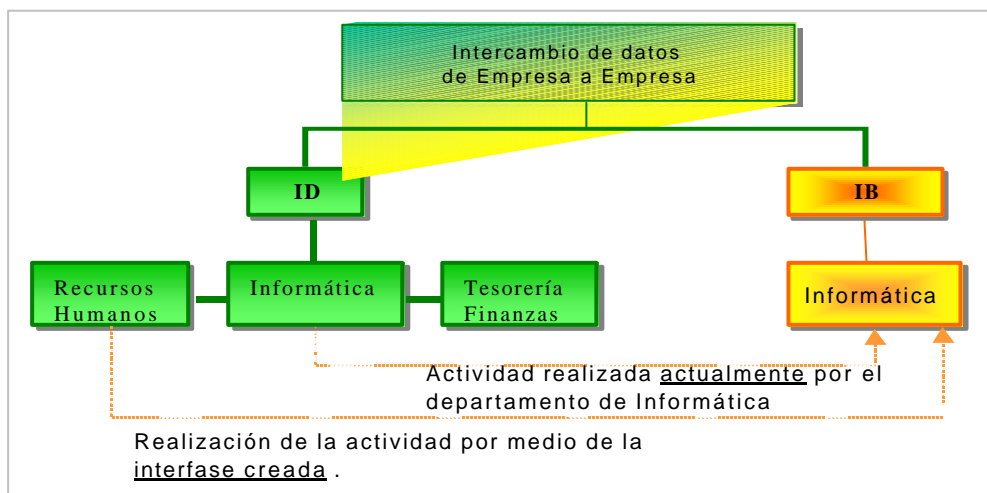 Intercambio de datos
de Empresa a Empresa
ID
IB
Recursos
Humanos
Informática
Tesorería
Finanzas
Informática
Actividad realizada actualmente por el
departamento de Informática
Realización de la actividad por medio de la
interfase creada .